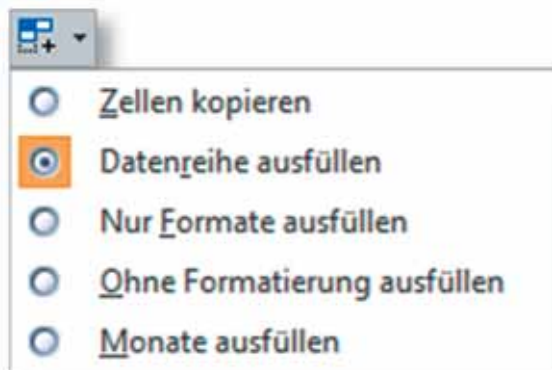 Zellen kopieren
Datenreihe ausfüllen
Nur Formate ausfüllen
Ohne Formatierung ausfüllen
Monate ausfüllen